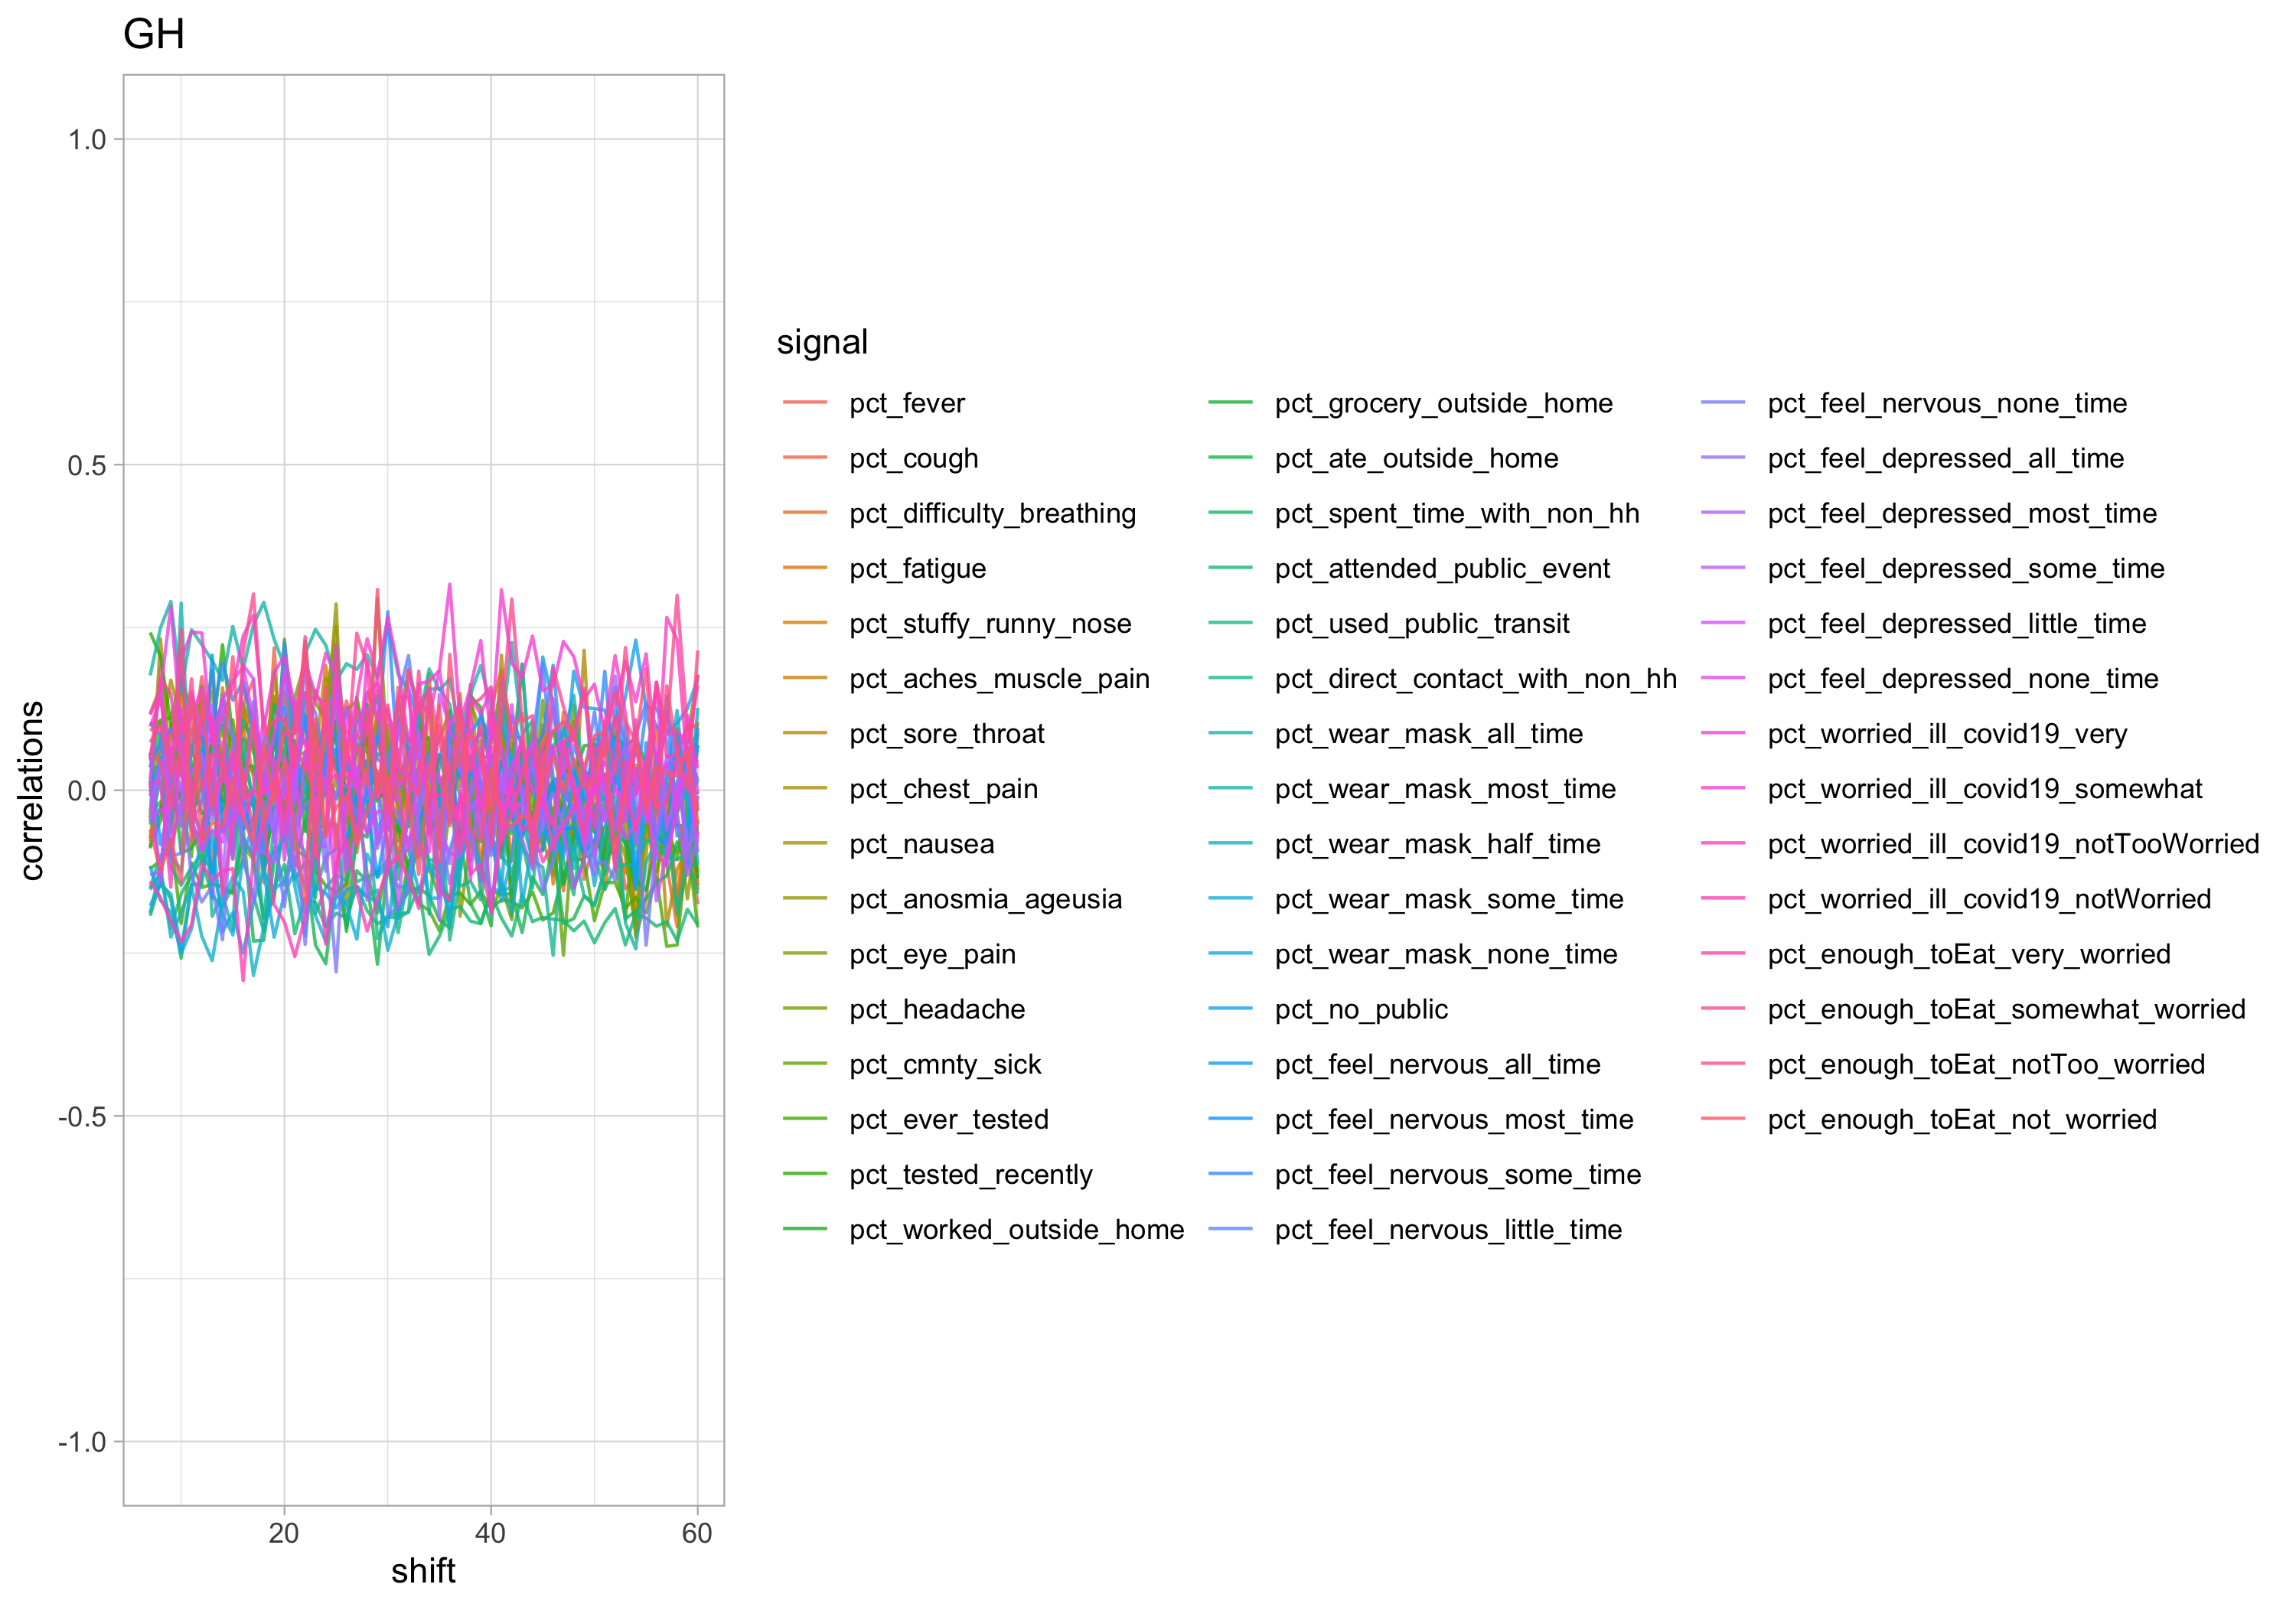 GH
1.0
0.5
0.0
-0.5
-1.0
correlations
20 40 60
shift
signal
pct_fever
pct_cough
pct_difficulty_breathing
pct_fatigue
pct_stuffy_runny_nose
pct_aches_muscle_pain
pct_sore_throat
pct_chest_pain
pct_nausea
pct_anosmia_ageusia
pct_eye_pain
pct_headache
pct_cmnty_sick
pct_ever_tested
pct_tested_recently
pct_worked_outside_home
pct_grocery_outside_home
pct_ate_outside_home
pct_spent_time_with_non_hh
pct_attended_public_event
pct_used_public_transit
pct_direct_contact_with_non_hh
pct_wear_mask_all_time
pct_wear_mask_most_time
pct_wear_mask_half_time
pct_wear_mask_some_time
pct_wear_mask_none_time
pct_no_public
pct_feel_nervous_all_time
pct_feel_nervous_most_time
pct_feel_nervous_some_time
pct_feel_nervous_little_time
pct_feel_nervous_none_time
pct_feel_depressed_all_time
pct_feel_depressed_most_time
pct_feel_depressed_some_time
pct_feel_depressed_little_time
pct_feel_depressed_none_time
pct_worried_ill_covid19_very
pct_worried_ill_covid19_somewhat
pct_worried_ill_covid19_notTooWorried
pct_worried_ill_covid19_notWorried
pct_enough_toEat_very_worried
pct_enough_toEat_somewhat_worried
pct_enough_toEat_notToo_worried
pct_enough_toEat_not_worried